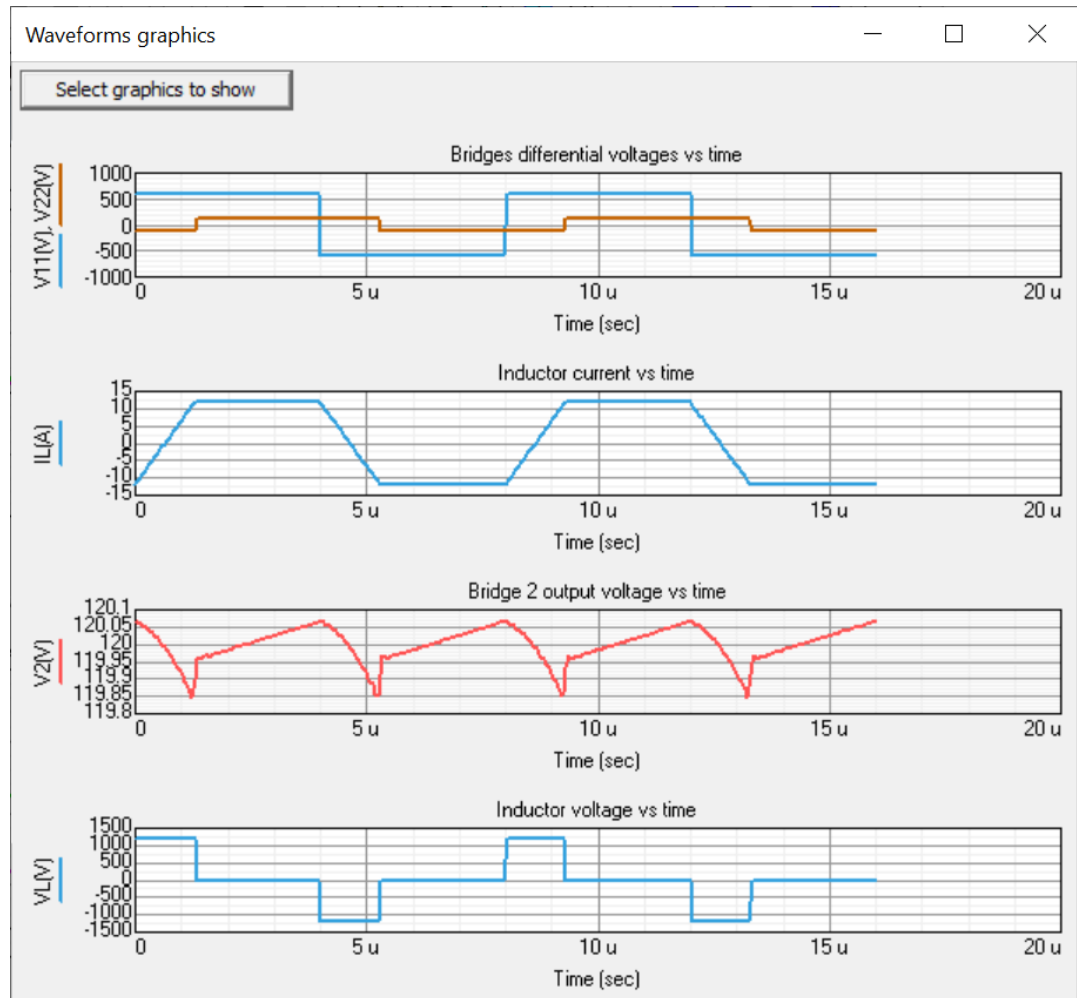 Waveforms graphics
Select graphics to show
Bridges differential voltages vs time
V11(V), V22(V)
1000
500
0
-500
-1000
0 5 u 10 u 15 u 20 u
Time (sec)
Inductor current vs time
IL(A)
15
10
5
0
-5
-10
-15
0 5 u 10 u 15 u 20 u
Time (sec)
Bridge 2 output voltage vs time
V2(V)
120.1
120.05
120
119.95
119.9
119.85
119.8
0 5 u 10 u 15 u 20 u
Time (sec)
Inductor voltage vs time
VL(V)
1500
1000
500
0
-500
-1000
-1500
0 5 u 10 u 15 u 20 u
Time (sec)